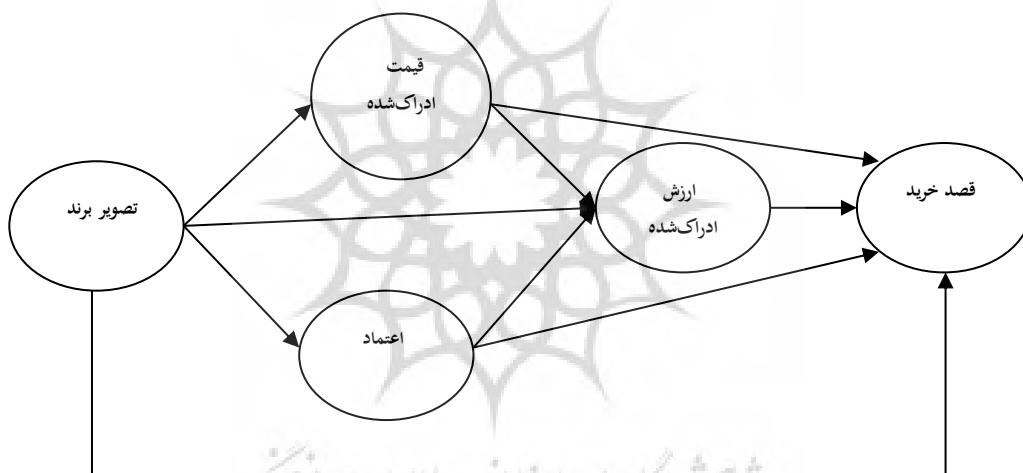 قیمت
ادراک‌شده
تصویر برند
ارزش
ادراک‌شده
قصد خرید
اعتماد